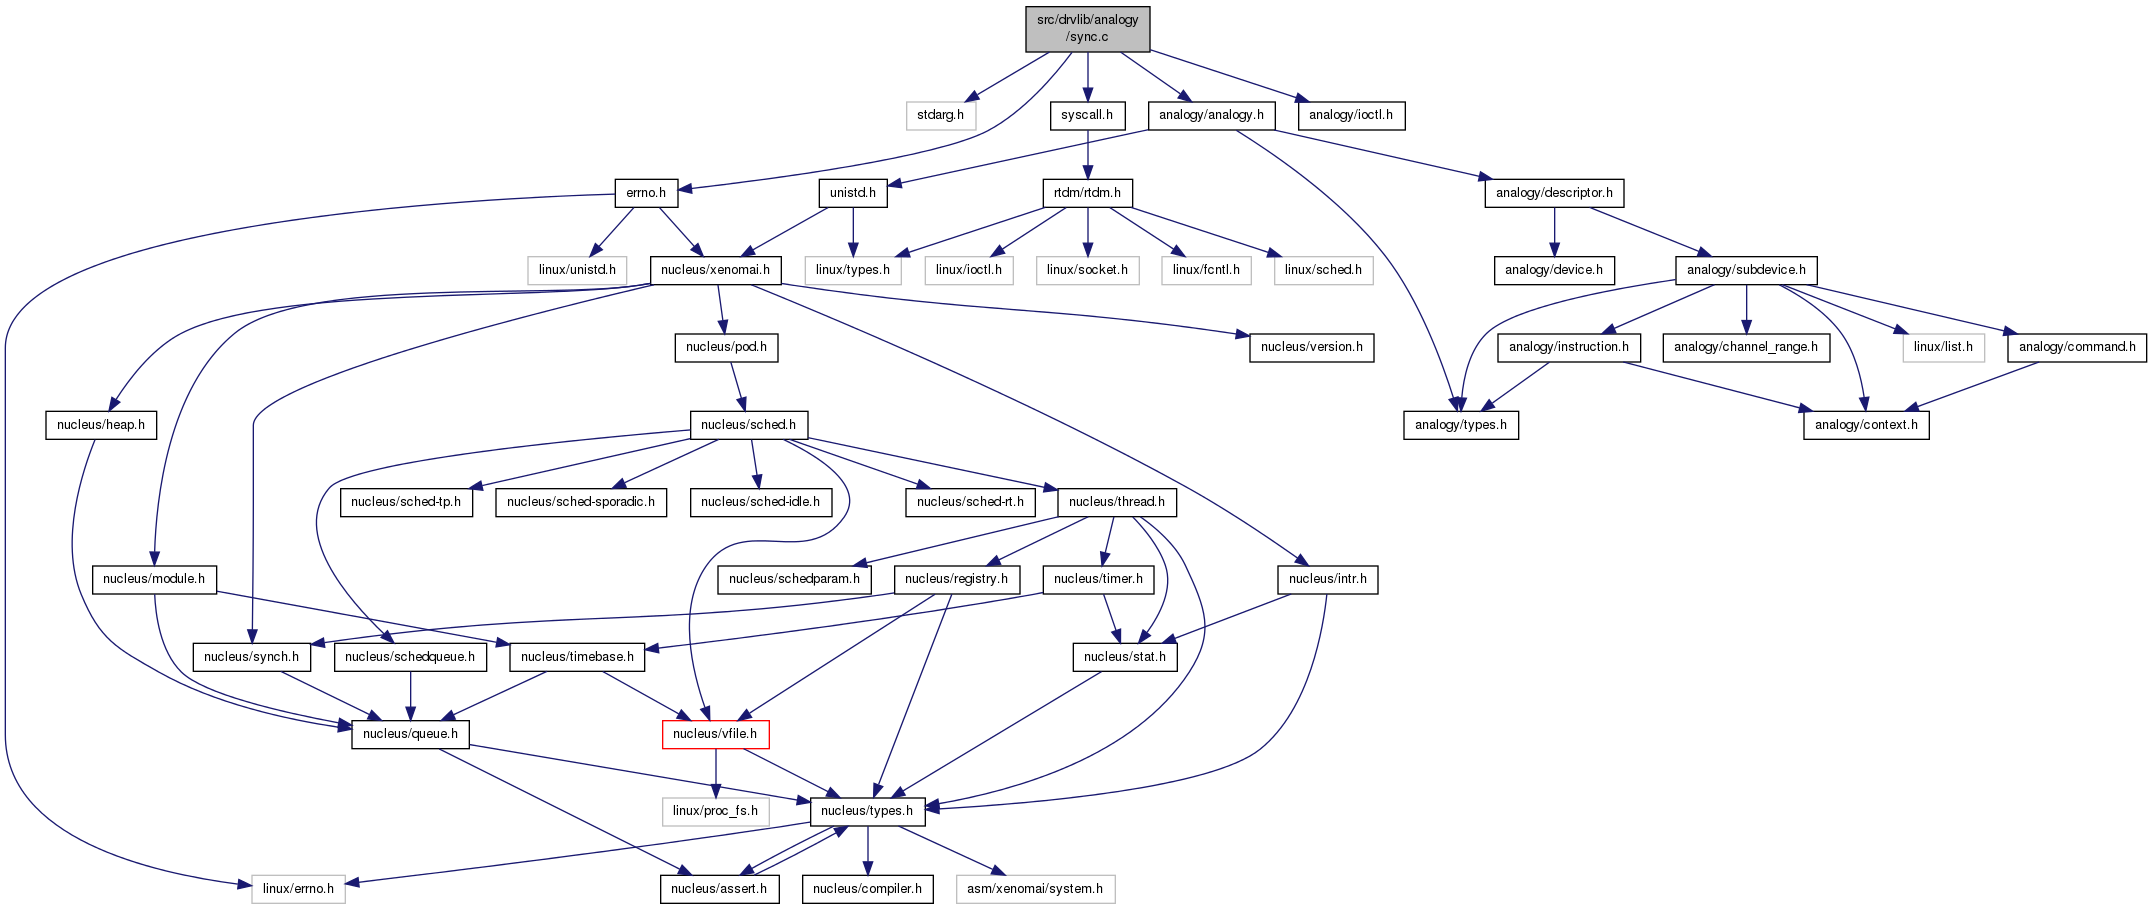 src/drvlib/analogy
/sync.c
stdarg.h
syscall.h
analogy/analogy.h
analogy/ioctl.h
errno.h
unistd.h
rtdm/rtdm.h
analogy/descriptor.h
linux/unistd.h
nucleus/xenomai.h
linux/types.h
linux/ioctl.h
linux/socket.h
linux/fcntl.h
linux/sched.h
analogy/device.h
analogy/subdevice.h
nucleus/pod.h
nucleus/version.h
analogy/instruction.h
analogy/channel_range.h
linux/list.h
analogy/command.h
nucleus/heap.h
nucleus/sched.h
analogy/types.h
analogy/context.h
nucleus/sched-tp.h
nucleus/sched-sporadic.h
nucleus/sched-idle.h
nucleus/sched-rt.h
nucleus/thread.h
nucleus/module.h
nucleus/schedparam.h
nucleus/registry.h
nucleus/timer.h
nucleus/intr.h
nucleus/synch.h
nucleus/schedqueue.h
nucleus/timebase.h
nucleus/stat.h
nucleus/queue.h
nucleus/vfile.h
linux/proc_fs.h
nucleus/types.h
linux/errno.h
nucleus/assert.h
nucleus/compiler.h
asm/xenomai/system.h